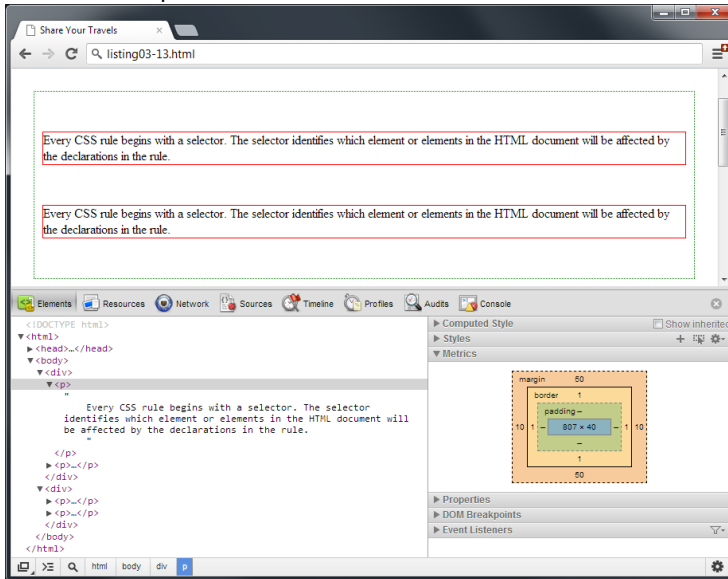 Share Your Travels
listing03-13.html
Every CSS rule begins with a selector. The selector identifies which element or elements in the HTML document will be affected by
the declarations in the rule.
Every CSS rule begins with a selector. The selector identifies which element or elements in the HTML document will be affected by
the declarations in the rule.
Elements Resources Network Sources Timeline Profiles Audits Console
<!DOCTYPE html>
▼<html>
▶<head>…</head>
▼<body>
▼<div>
▼<p>
"
Every CSS rule begins with a selector. The selector
identifies which element or elements in the HTML document will
be affected by the declarations in the rule.
"
</p>
▶<p>…</p>
</div>
▼<div>
▶<p>…</p>
▶<p>…</p>
</div>
</body>
</html>
▶ Computed Style Show inherited
▶ Styles
▼ Metrics
margin 50
border 1
padding –
10 1 – 807 × 40 – 1 10
–
1
50
▶ Properties
▶ DOM Breakpoints
▶ Event Listeners
html body div p